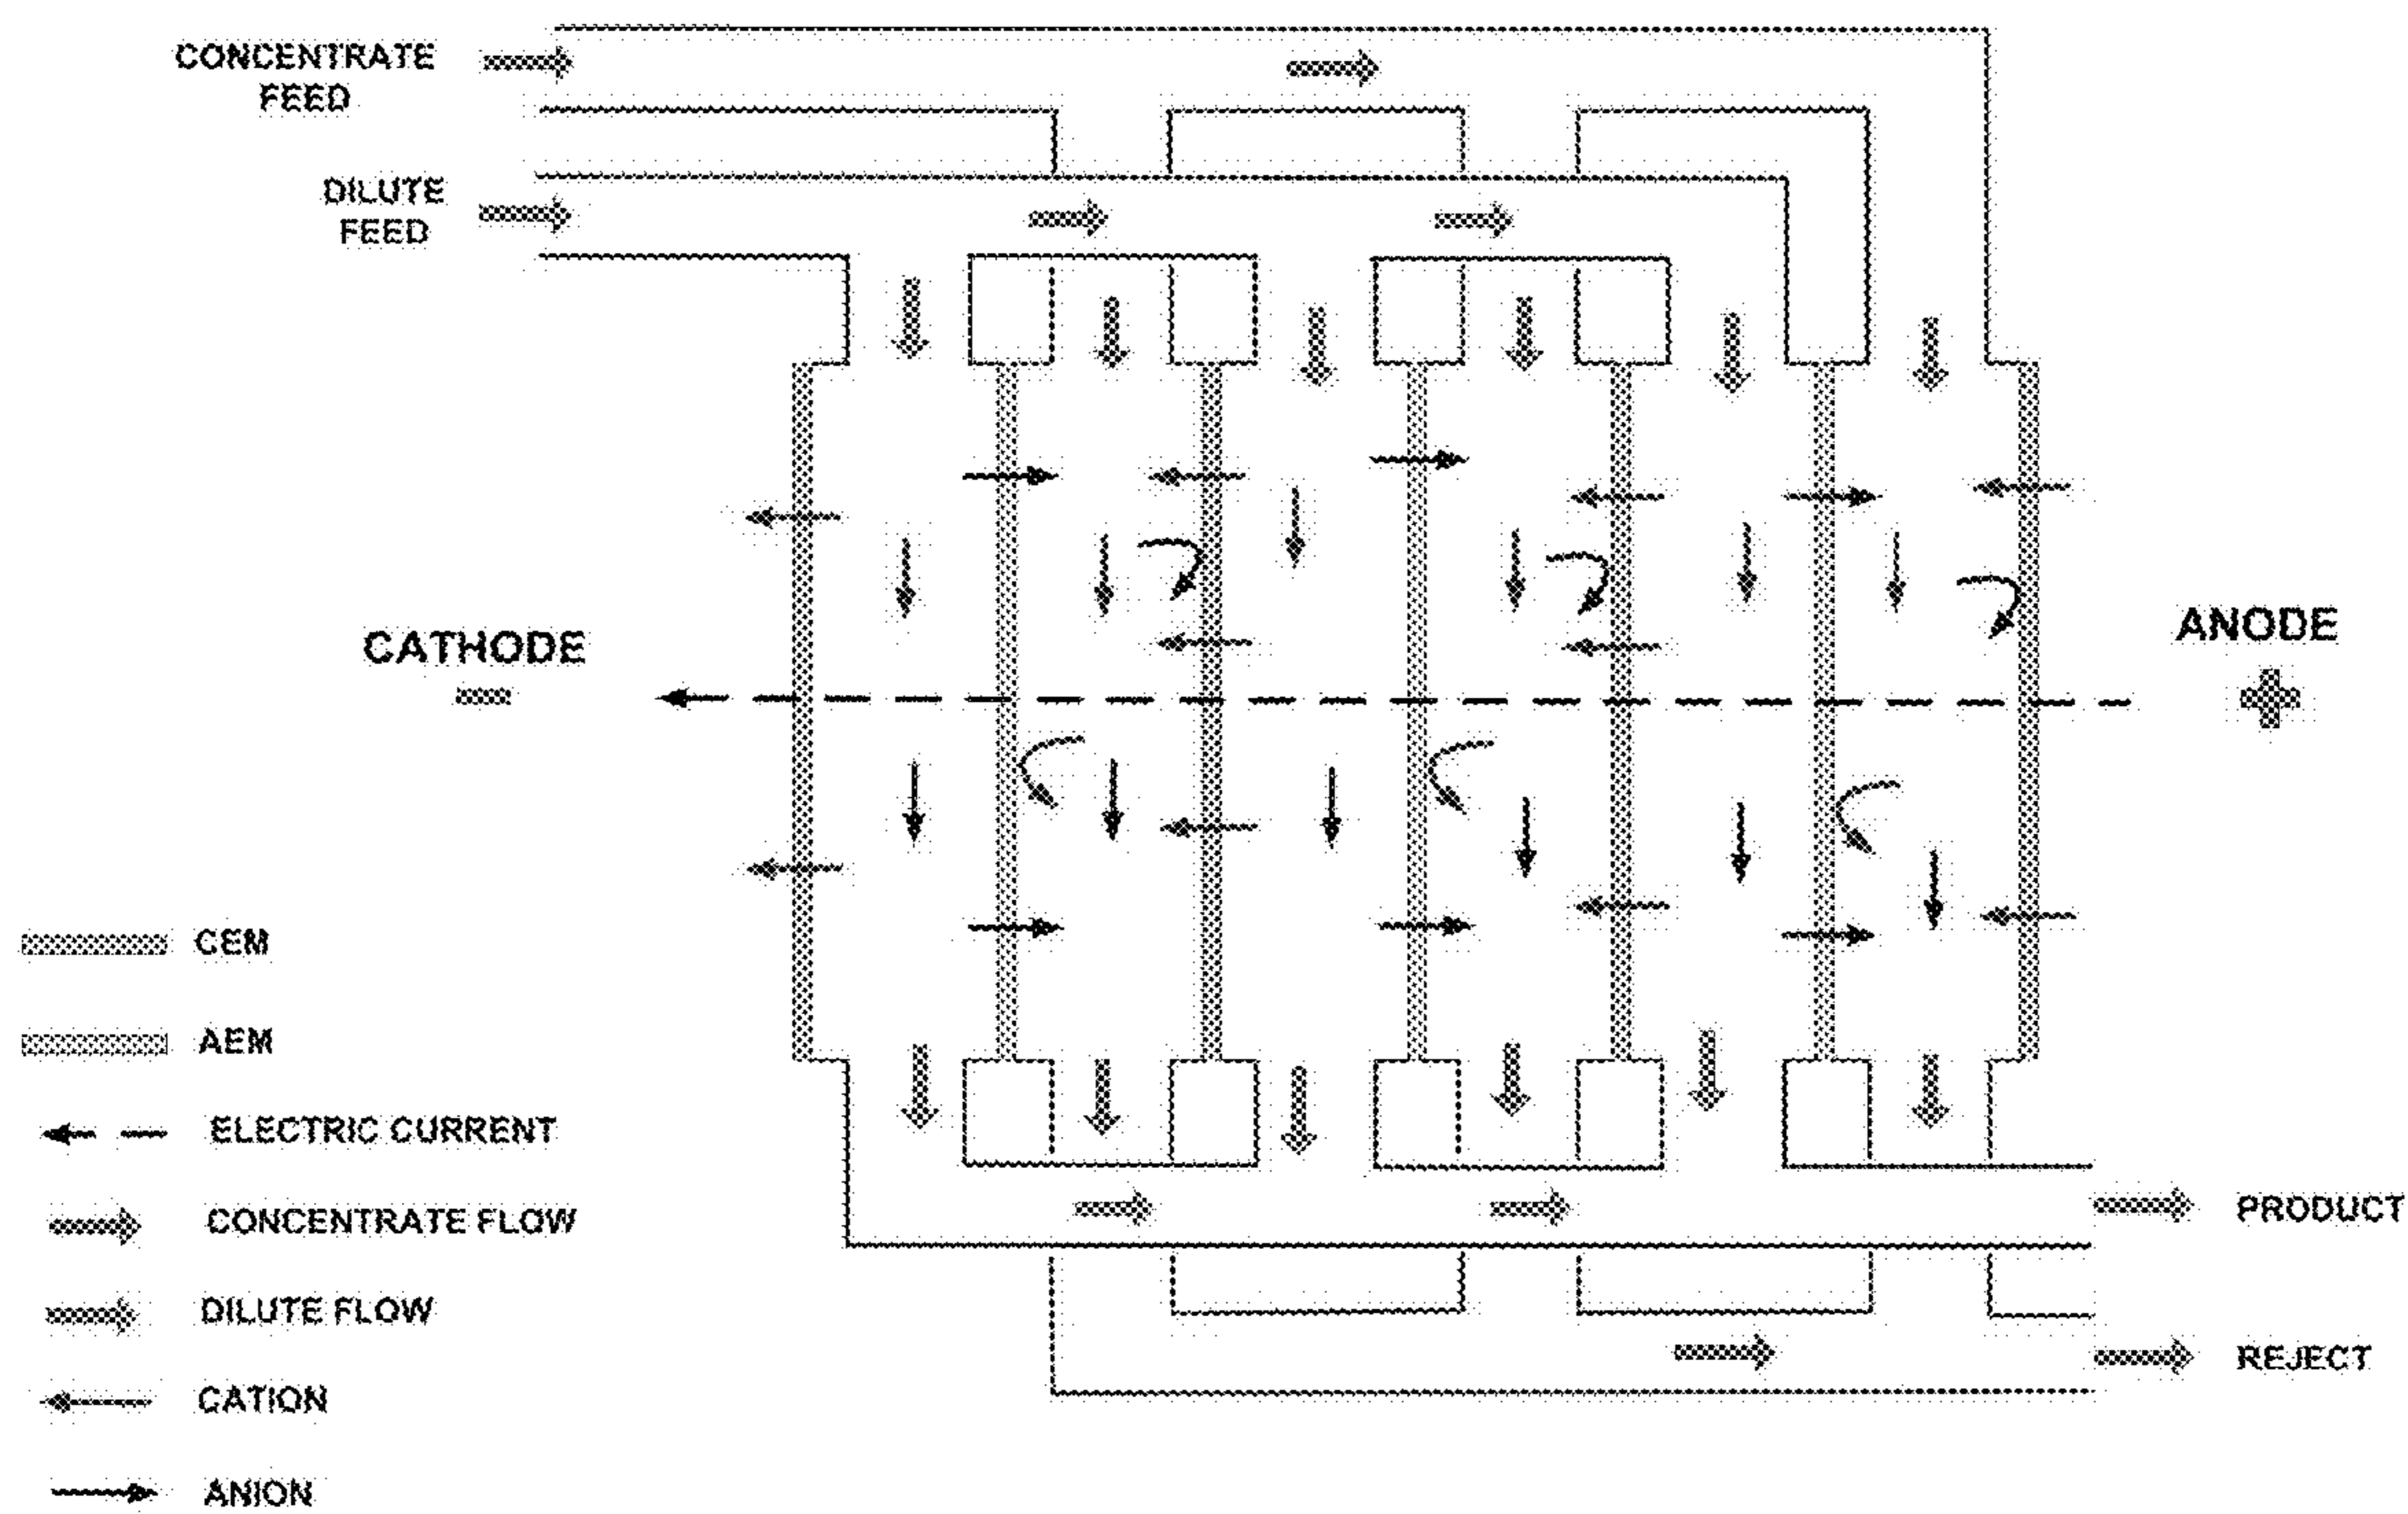 CONCENTRATE
FEED
DILUTE
FEED
CATHODE
ANODE
CEM
AEM
ELECTRIC CURRENT
CONCENTRATE FLOW
DILUTE FLOW
CATION
ANION
PRODUCT
REJECT